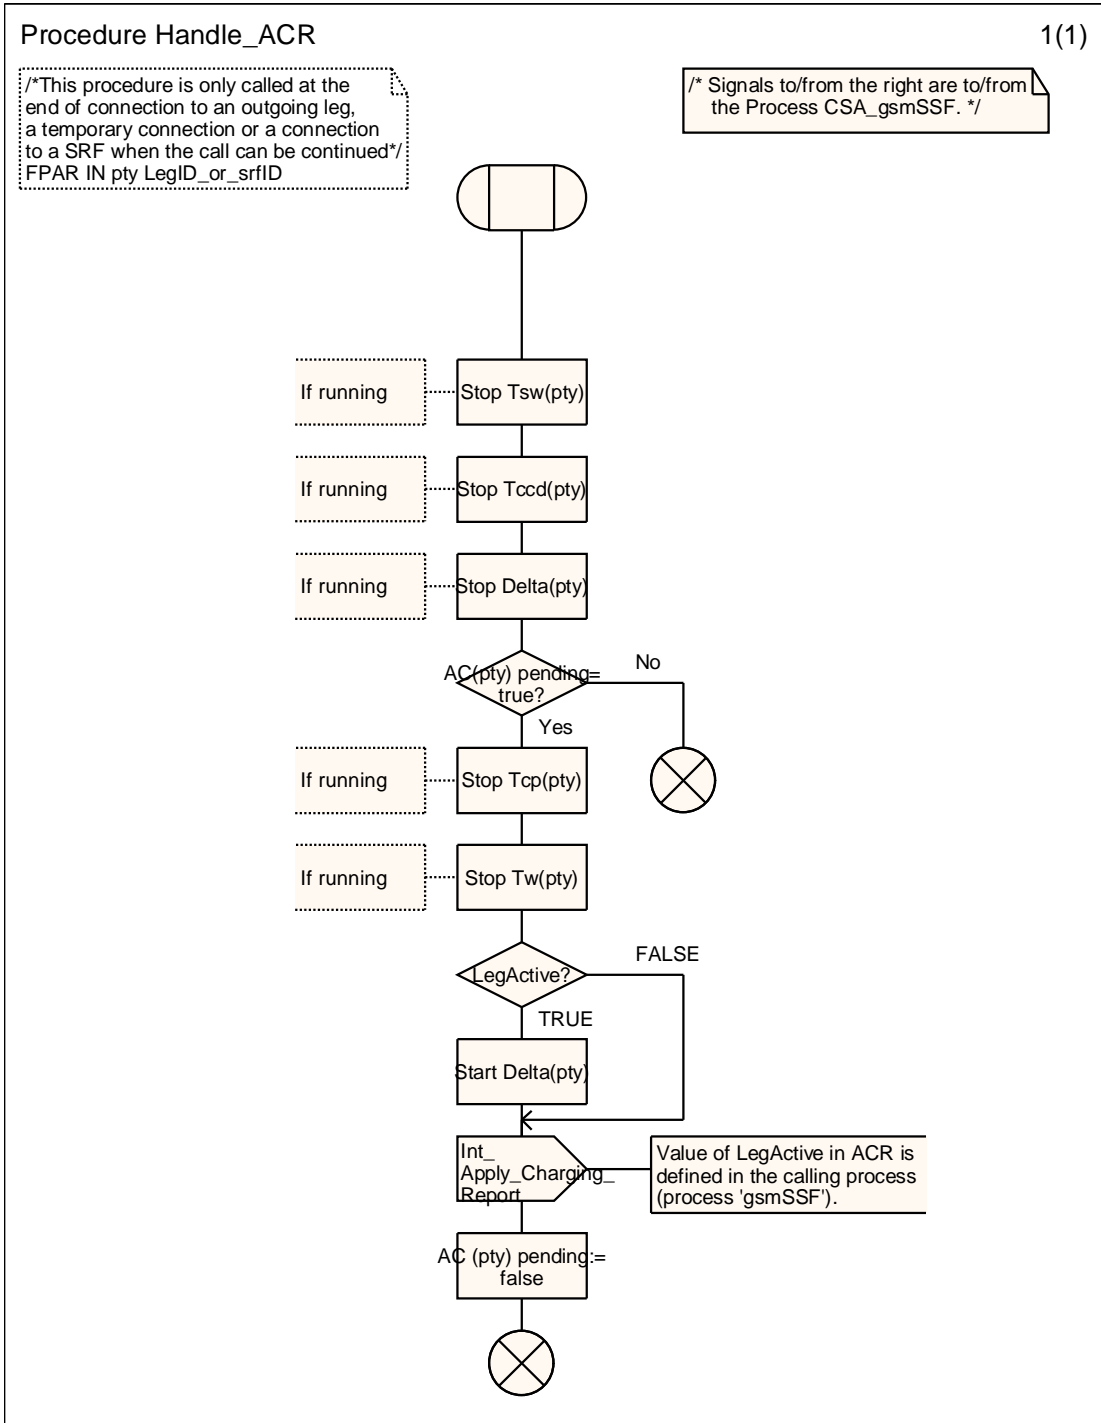 Procedure Handle_ACR
1(1)
/*This procedure is only called at the
end of connection to an outgoing leg,
a temporary connection or a connection
to a SRF when the call can be continued*/
FPAR IN pty LegID_or_srfID
/* Signals to/from the right are to/from
the Process CSA_gsmSSF. */
If running
Stop Tsw(pty)
If running
Stop Tccd(pty)
If running
Stop Delta(pty)
AC(pty) pending=
true?
No
Yes
If running
Stop Tcp(pty)
If running
Stop Tw(pty)
LegActive?
FALSE
TRUE
Start Delta(pty)
Int_
Apply_Charging_
Report
Value of LegActive in ACR is
defined in the calling process
(process 'gsmSSF').
AC (pty) pending:=
false